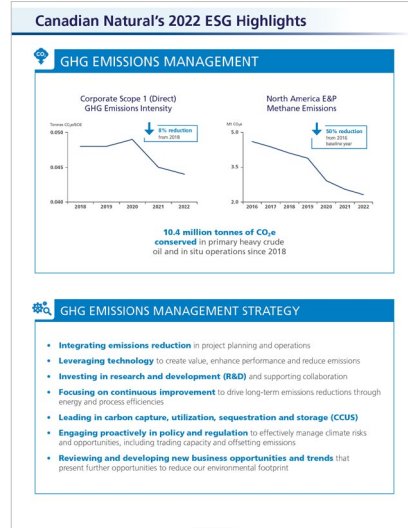 Canadian Natural's 2022 ESG Highlights
CO₂
GHG EMISSIONS MANAGEMENT
Corporate Scope 1 (Direct)
GHG Emissions Intensity
Tonnes CO₂e/BOE
0.050
0.045
0.040
8% reduction
from 2018
2018 2019 2020 2021 2022
North America E&P
Methane Emissions
Mt CO₂e
5.0
3.5
2.0
50% reduction
from 2016
baseline year
2016 2017 2018 2019 2020 2021 2022
10.4 million tonnes of CO₂e
conserved in primary heavy crude
oil and in situ operations since 2018
GHG EMISSIONS MANAGEMENT STRATEGY
• Integrating emissions reduction in project planning and operations
• Leveraging technology to create value, enhance performance and reduce emissions
• Investing in research and development (R&D) and supporting collaboration
• Focusing on continuous improvement to drive long-term emissions reductions through
energy and process efficiencies
• Leading in carbon capture, utilization, sequestration and storage (CCUS)
• Engaging proactively in policy and regulation to effectively manage climate risks
and opportunities, including trading capacity and offsetting emissions
• Reviewing and developing new business opportunities and trends that
present further opportunities to reduce our environmental footprint